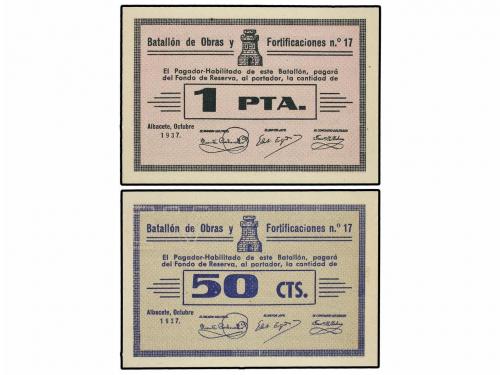 Batallón de Obras y Fortificaciones n.º 17
El Pagador-Habilitado de este Batallón, pagará
del Fondo de Reserva, al portador, la cantidad de
1 PTA.
Albacete, Octubre
1937.
Batallón de Obras y Fortificaciones n.º 17
El Pagador-Habilitado de este Batallón, pagará
del Fondo de Reserva, al portador, la cantidad de
50 CTS.
Albacete, Octubre
1937.